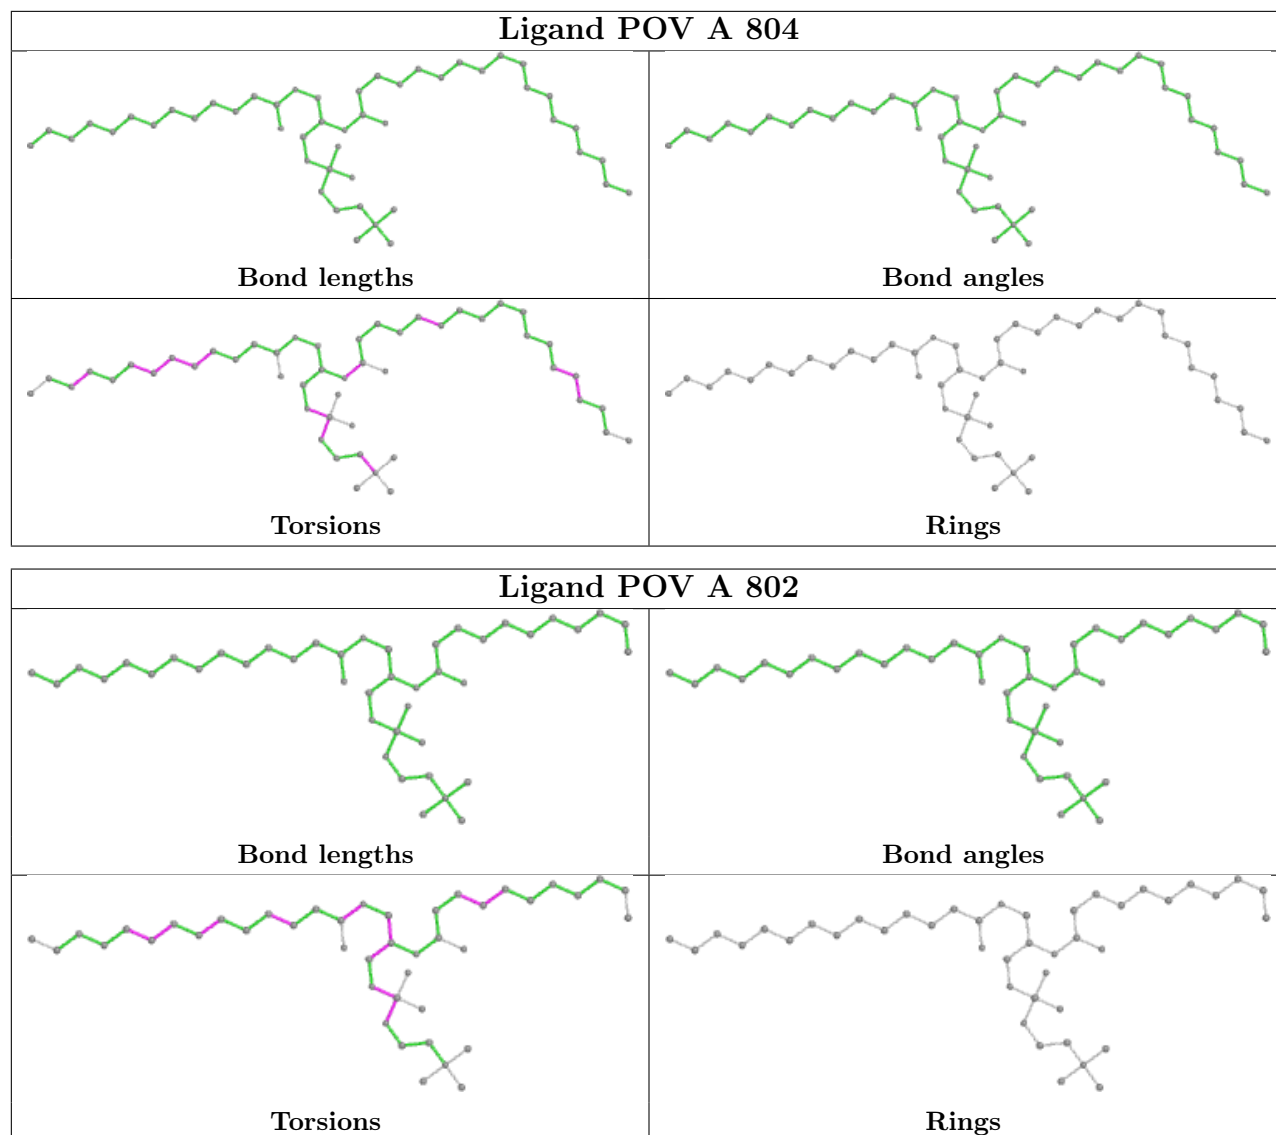 Ligand POV A 804
Bond lengths
Bond angles
Torsions
Rings
Ligand POV A 802
Bond lengths
Bond angles
Torsions
Rings